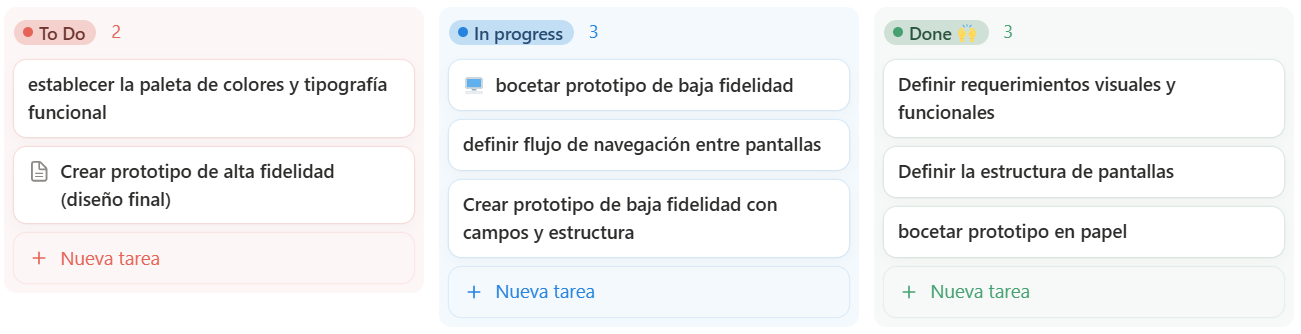 To Do 2
establecer la paleta de colores y tipografía
funcional
Crear prototipo de alta fidelidad
(diseño final)
+ Nueva tarea
In progress 3
bocetar prototipo de baja fidelidad
definir flujo de navegación entre pantallas
Crear prototipo de baja fidelidad con
campos y estructura
+ Nueva tarea
Done 🙌 3
Definir requerimientos visuales y
funcionales
Definir la estructura de pantallas
bocetar prototipo en papel
+ Nueva tarea